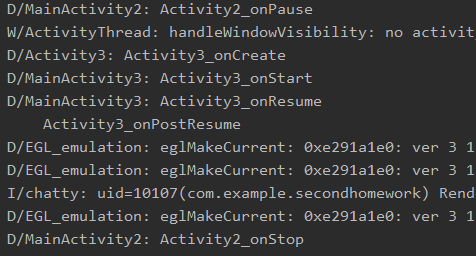 D/MainActivity2: Activity2_onPause
W/ActivityThread: handleWindowVisibility: no activit
D/Activity3: Activity3_onCreate
D/MainActivity3: Activity3_onStart
D/MainActivity3: Activity3_onResume
Activity3_onPostResume
D/EGL_emulation: eglMakeCurrent: 0xe291a1e0: ver 3 1
D/EGL_emulation: eglMakeCurrent: 0xe291a1e0: ver 3 1
I/chatty: uid=10107(com.example.secondhomework) Rend
D/EGL_emulation: eglMakeCurrent: 0xe291a1e0: ver 3 1
D/MainActivity2: Activity2_onStop